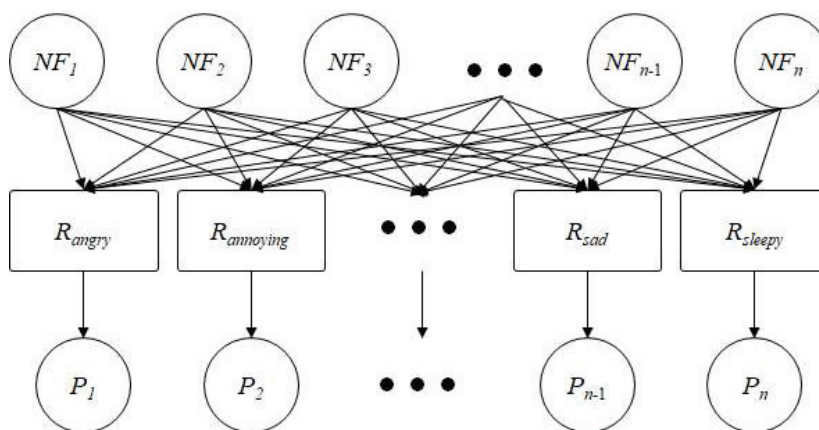 NF1 NF2 NF3 ● ● ● NFn-1 NFn
Rangry Rannoying ● ● ● Rsad Rsleepy
P1 P2 ● ● ● Pn-1 Pn